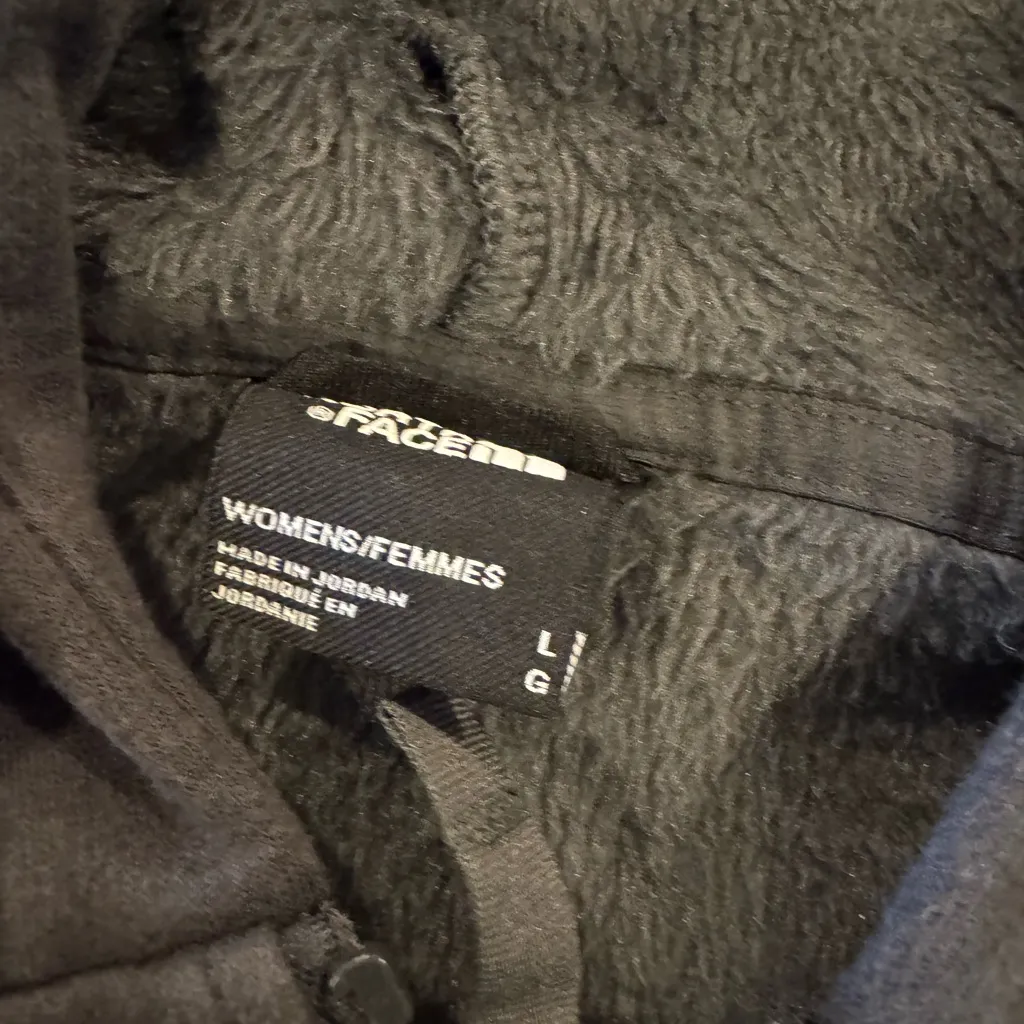 ®FACE
WOMENS/FEMMES
MADE IN JORDAN
FABRIQUÉ EN
JORDANIE
L
G